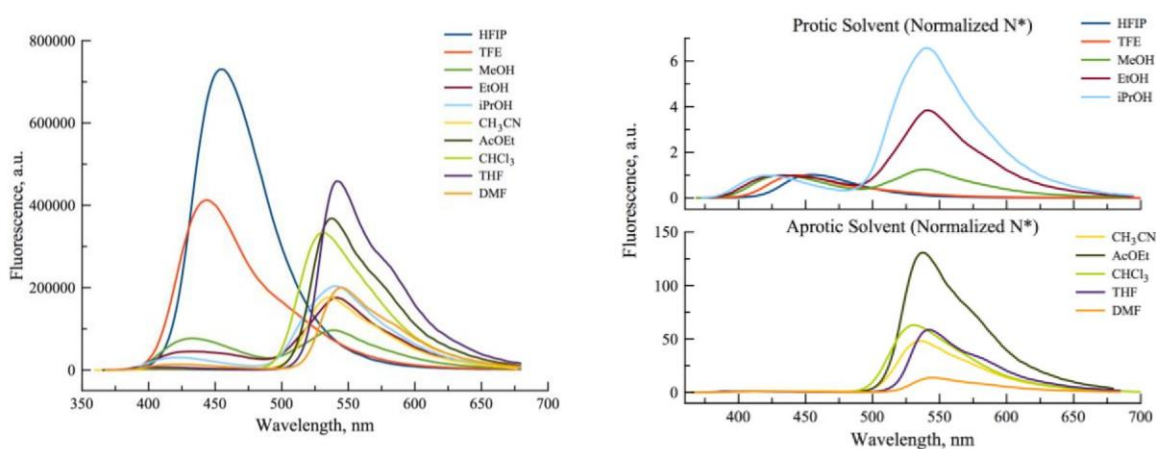 800000
600000
400000
200000
0
350
400
450
500
550
600
650
700
Fluorescence, a.u.
Wavelength, nm
HFIP
TFE
MeOH
EtOH
iPrOH
CH₃CN
AcOEt
CHCl₃
THF
DMF
Protic Solvent (Normalized N*)
6
4
2
0
HFIP
TFE
MeOH
EtOH
iPrOH
Fluorescence, a.u.
Aprotic Solvent (Normalized N*)
150
100
50
0
CH₃CN
AcOEt
CHCl₃
THF
DMF
400
450
500
550
600
650
700
Wavelength, nm